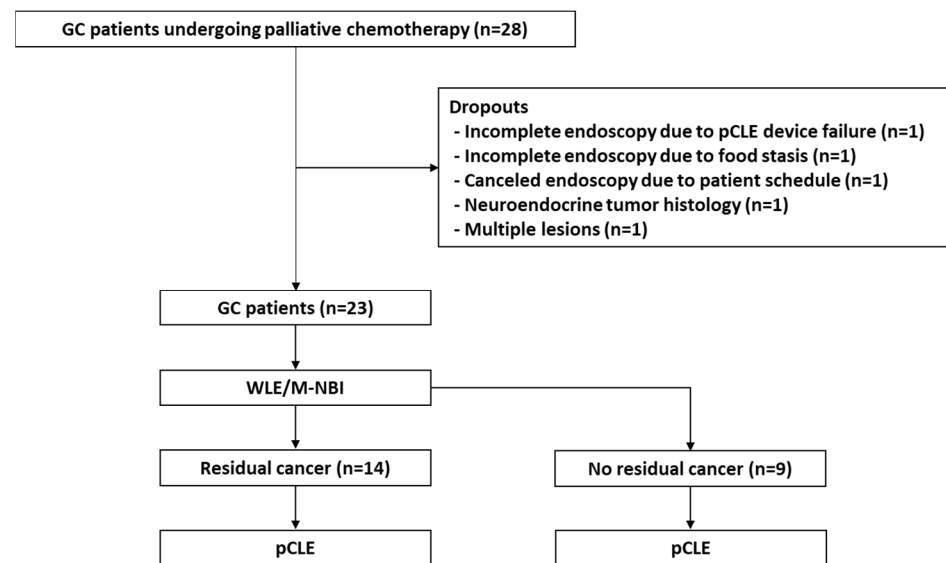 GC patients undergoing palliative chemotherapy (n=28)
Dropouts
- Incomplete endoscopy due to pCLE device failure (n=1)
- Incomplete endoscopy due to food stasis (n=1)
- Canceled endoscopy due to patient schedule (n=1)
- Neuroendocrine tumor histology (n=1)
- Multiple lesions (n=1)
GC patients (n=23)
WLE/M-NBI
Residual cancer (n=14)
No residual cancer (n=9)
pCLE
pCLE